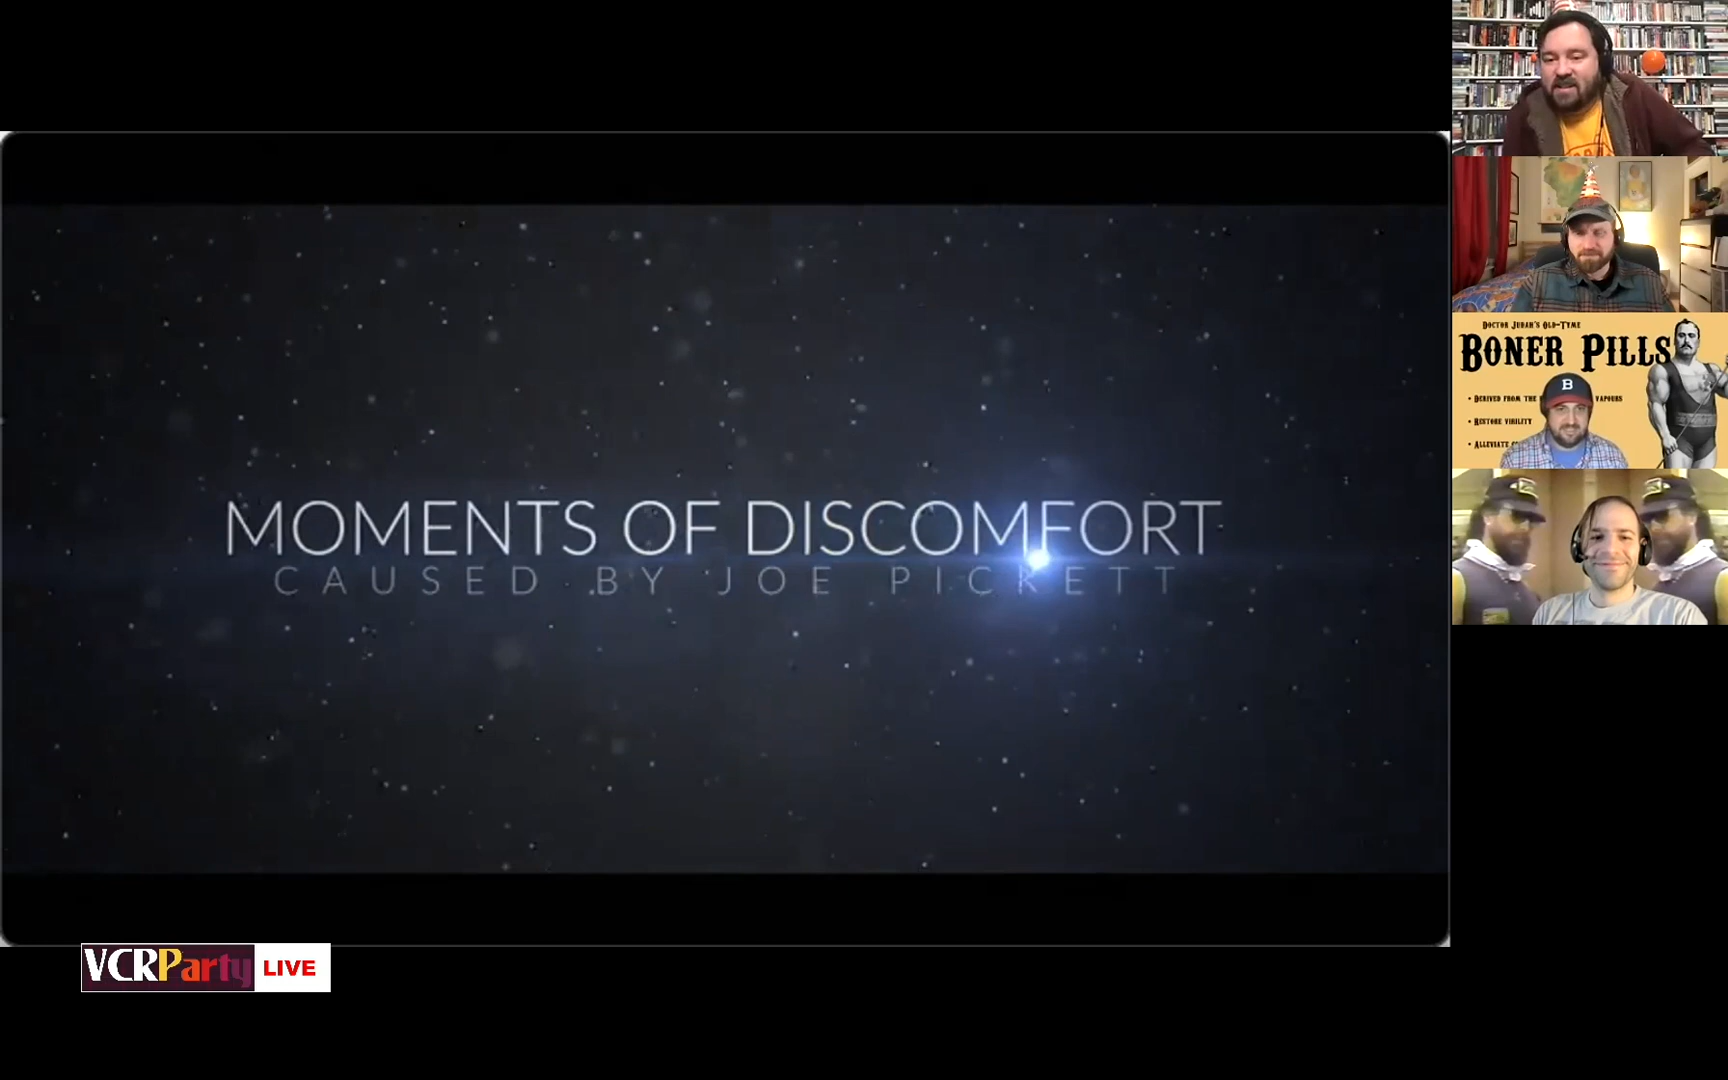 MOMENTS OF DISCOMFORT
CAUSED BY JOE PICKETT
DOCTOR JUDAH'S OLD-TYME
BONER PILLS
• DERIVED FROM THE
VAPOURS
• RESTORE VIRILITY
• ALLEVIATE
B
VCRParty LIVE